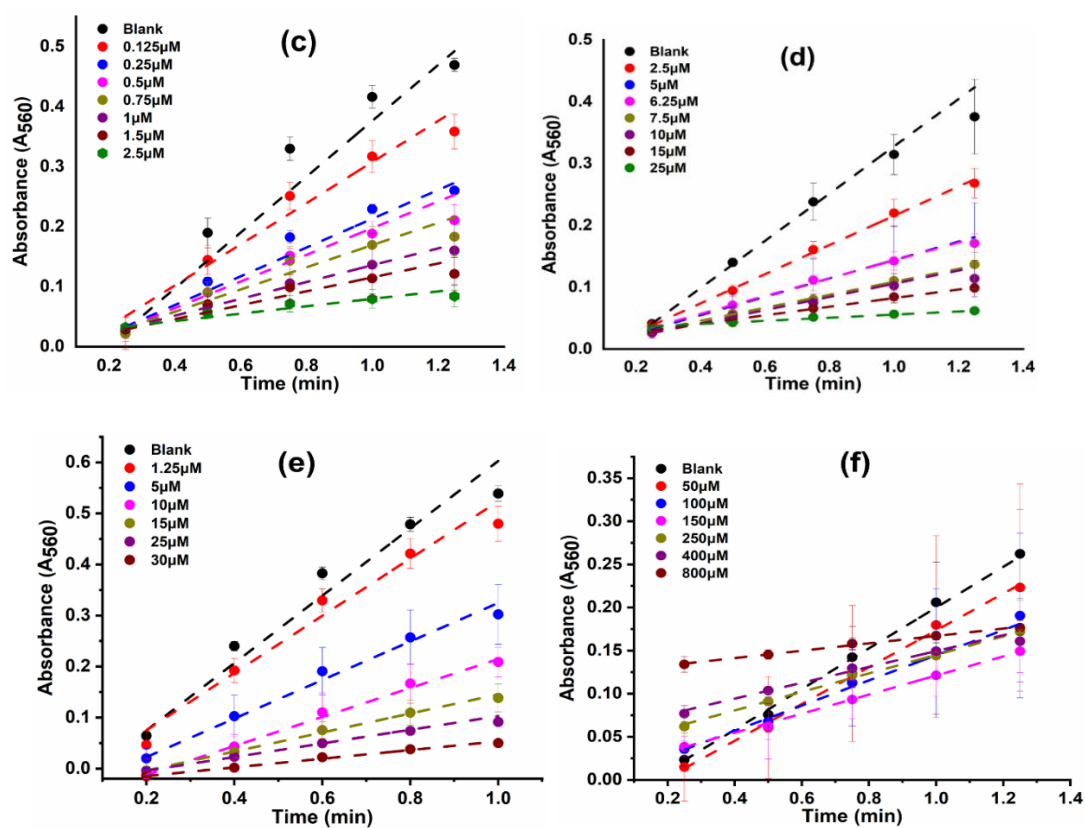 (c)
Blank
0.125µM
0.25µM
0.5µM
0.75µM
1µM
1.5µM
2.5µM
Absorbance (A560)
0.5
0.4
0.3
0.2
0.1
0.0
0.2 0.4 0.6 0.8 1.0 1.2 1.4
Time (min)
(d)
Blank
2.5µM
5µM
6.25µM
7.5µM
10µM
15µM
25µM
Absorbance (A560)
0.5
0.4
0.3
0.2
0.1
0.0
0.2 0.4 0.6 0.8 1.0 1.2 1.4
Time (min)
(e)
Blank
1.25µM
5µM
10µM
15µM
25µM
30µM
Absorbance (A560)
0.6
0.5
0.4
0.3
0.2
0.1
0.0
0.2 0.4 0.6 0.8 1.0
Time (min)
(f)
Blank
50µM
100µM
150µM
250µM
400µM
800µM
Absorbance (A560)
0.35
0.30
0.25
0.20
0.15
0.10
0.05
0.00
0.2 0.4 0.6 0.8 1.0 1.2 1.4
Time (min)